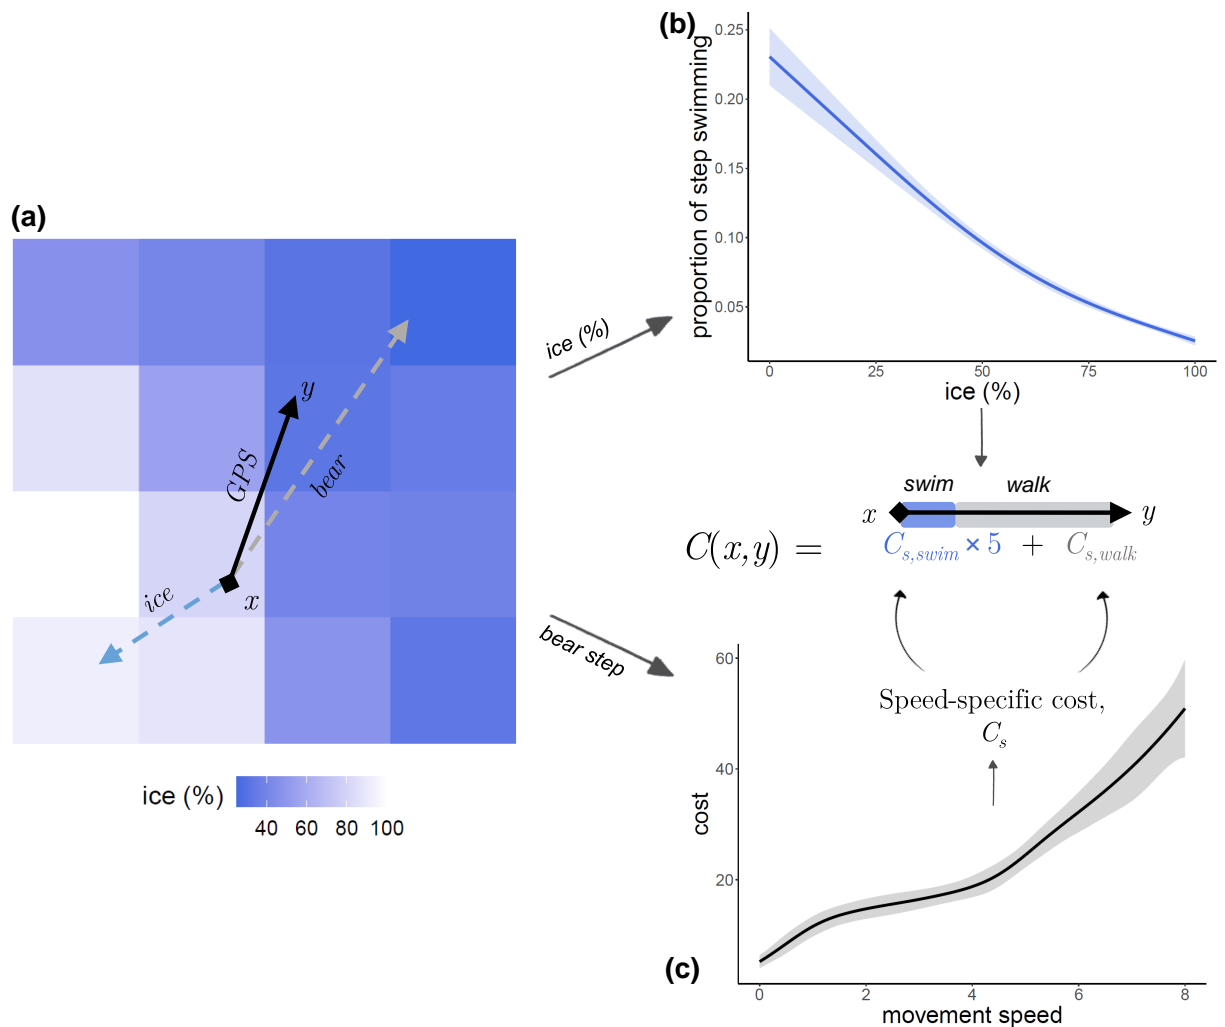 (a)
GPS
y
bear
ice
x
ice (%)
40 60 80 100
ice (%)
bear step
(b)
proportion of step swimming
0.25
0.20
0.15
0.10
0.05
0 25 50 75 100
ice (%)
swim walk
x y
C(x, y) = C_{s,swim} × 5 + C_{s,walk}
Speed-specific cost,
C_s
(c)
cost
60
40
20
0 2 4 6 8
movement speed